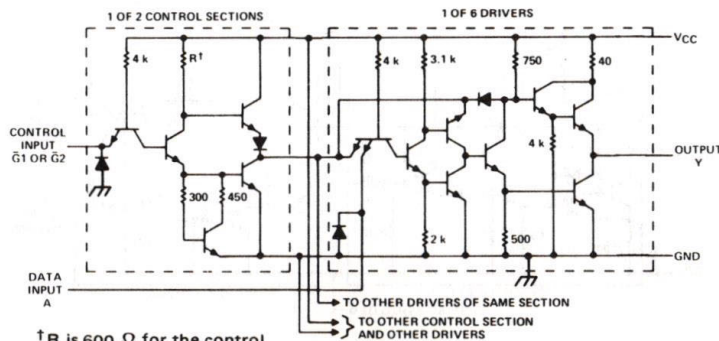 1 OF 2 CONTROL SECTIONS
1 OF 6 DRIVERS
VCC
4 k
R†
4 k
3.1 k
750
40
CONTROL
INPUT
G̅1 OR G̅2
4 k
OUTPUT
Y
300
450
2 k
500
GND
DATA
INPUT
A
TO OTHER DRIVERS OF SAME SECTION
TO OTHER CONTROL SECTION
AND OTHER DRIVERS
†R is 600 Ω for the control